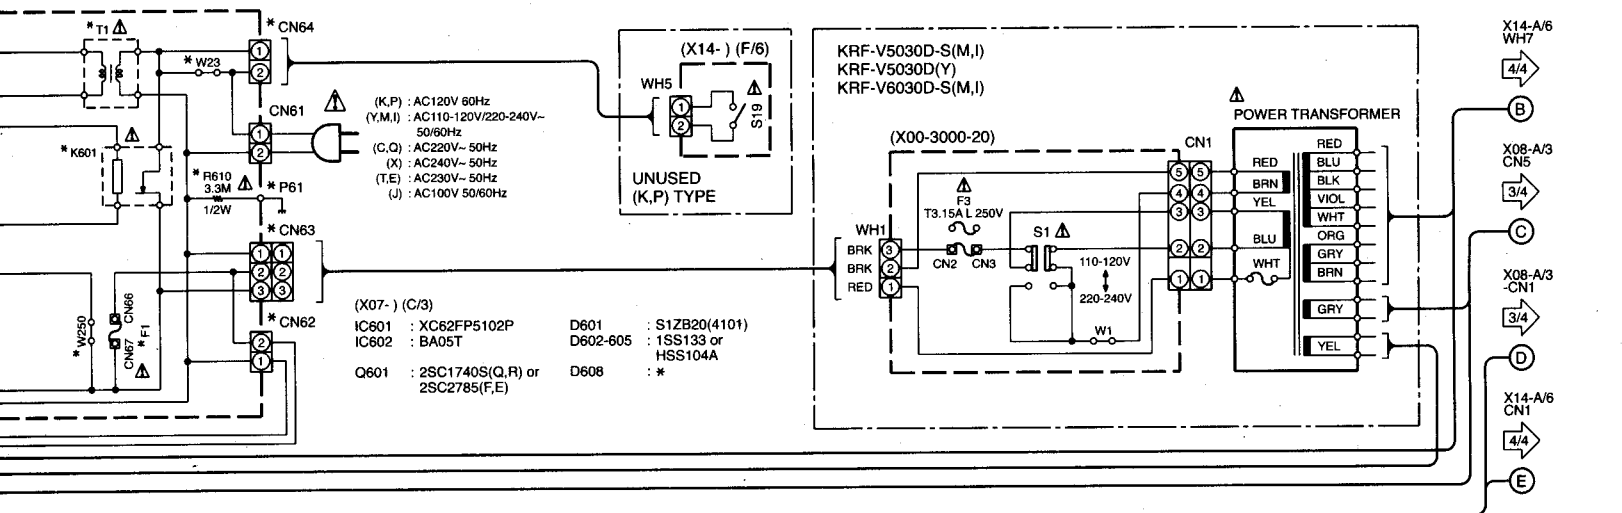 * T1
* CN64
1
2
* W23
CN61
1
2
* K601
* R610
3.3M
1/2W
* P61
* CN63
1 1
2 2
3 3
* CN62
2
1
* W250
CN66
* F1
CN67
(K,P) : AC120V 60Hz
(Y,M,I) : AC110-120V/220-240V~
50/60Hz
(C,Q) : AC220V~ 50Hz
(X) : AC240V~ 50Hz
(T,E) : AC230V~ 50Hz
(J) : AC100V 50/60Hz
(X07- ) (C/3)
IC601 : XC62FP5102P
IC602 : BA05T
Q601 : 2SC1740S(Q,R) or
2SC2785(F,E)
D601 : S1ZB20(4101)
D602-605 : 1SS133 or
HSS104A
D608 : *
(X14- ) (F/6)
WH5
1
2
S19
UNUSED
(K,P) TYPE
KRF-V5030D-S(M,I)
KRF-V5030D(Y)
KRF-V6030D-S(M,I)
(X00-3000-20)
WH1
BRK 3
BRK 2
RED 1
F3
T3.15A L 250V
CN2 CN3
S1
110-120V
220-240V
W1
CN1
5 5
4 4
3 3
2 2
1 1
POWER TRANSFORMER
RED
BRN
YEL
BLU
WHT
RED
BLU
BLK
VIOL
WHT
ORG
GRY
BRN
GRY
YEL
X14-A/6
WH7
4/4
B
X08-A/3
CN5
3/4
C
X08-A/3
-CN1
3/4
D
X14-A/6
CN1
4/4
E